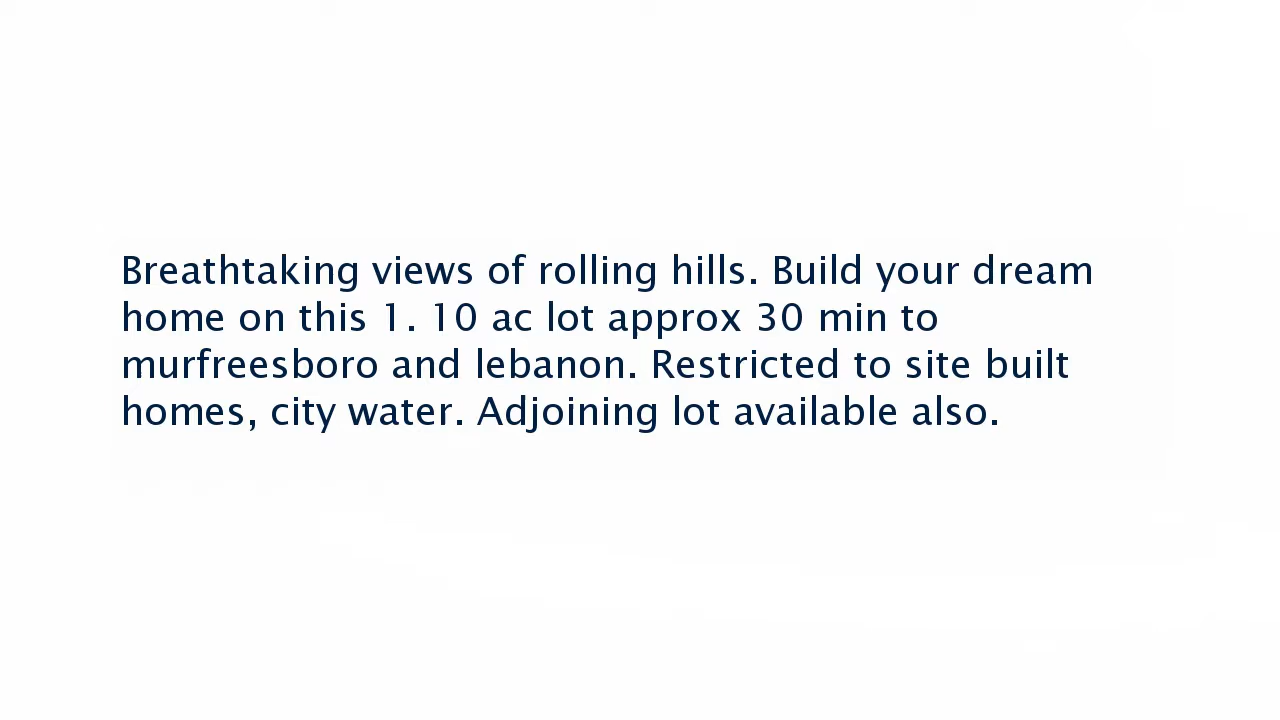 Breathtaking views of rolling hills. Build your dream
home on this 1. 10 ac lot approx 30 min to
murfreesboro and lebanon. Restricted to site built
homes, city water. Adjoining lot available also.